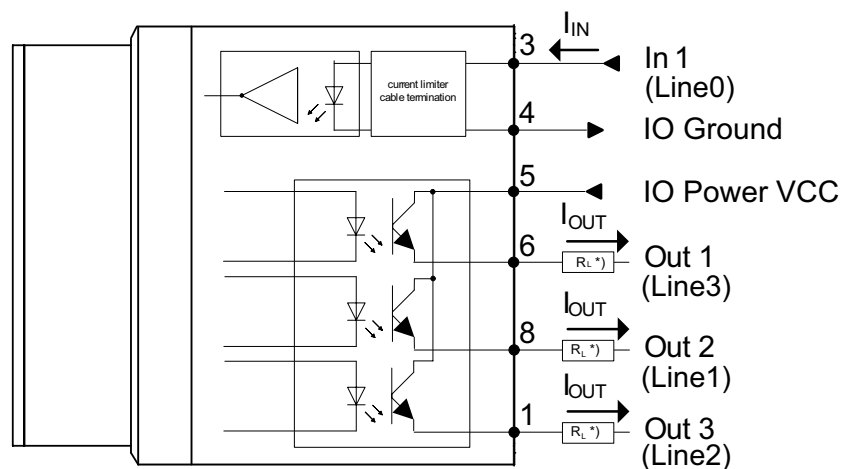 3
I_IN
In 1
(Line0)
current limiter
cable termination
4
IO Ground
5
IO Power VCC
I_OUT
6
R_L *)
Out 1
(Line3)
I_OUT
8
R_L *)
Out 2
(Line1)
I_OUT
1
R_L *)
Out 3
(Line2)